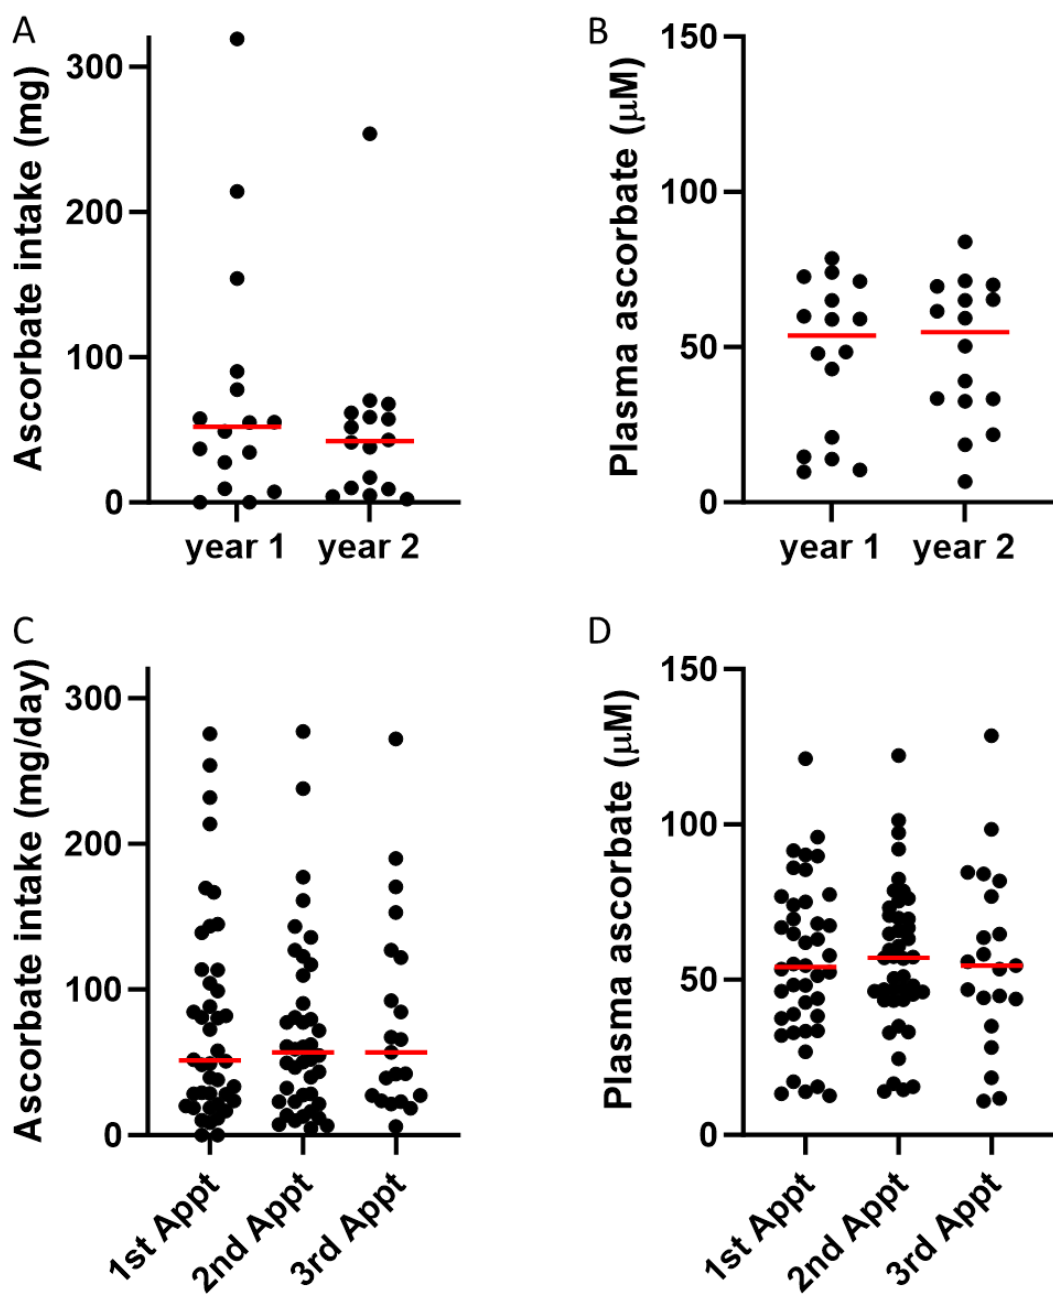 A
Ascorbate intake (mg)
300
200
100
0
year 1 year 2
B
Plasma ascorbate (μM)
150
100
50
0
year 1 year 2
C
Ascorbate intake (mg/day)
300
200
100
0
1st Appt
2nd Appt
3rd Appt
D
Plasma ascorbate (μM)
150
100
50
0
1st Appt
2nd Appt
3rd Appt